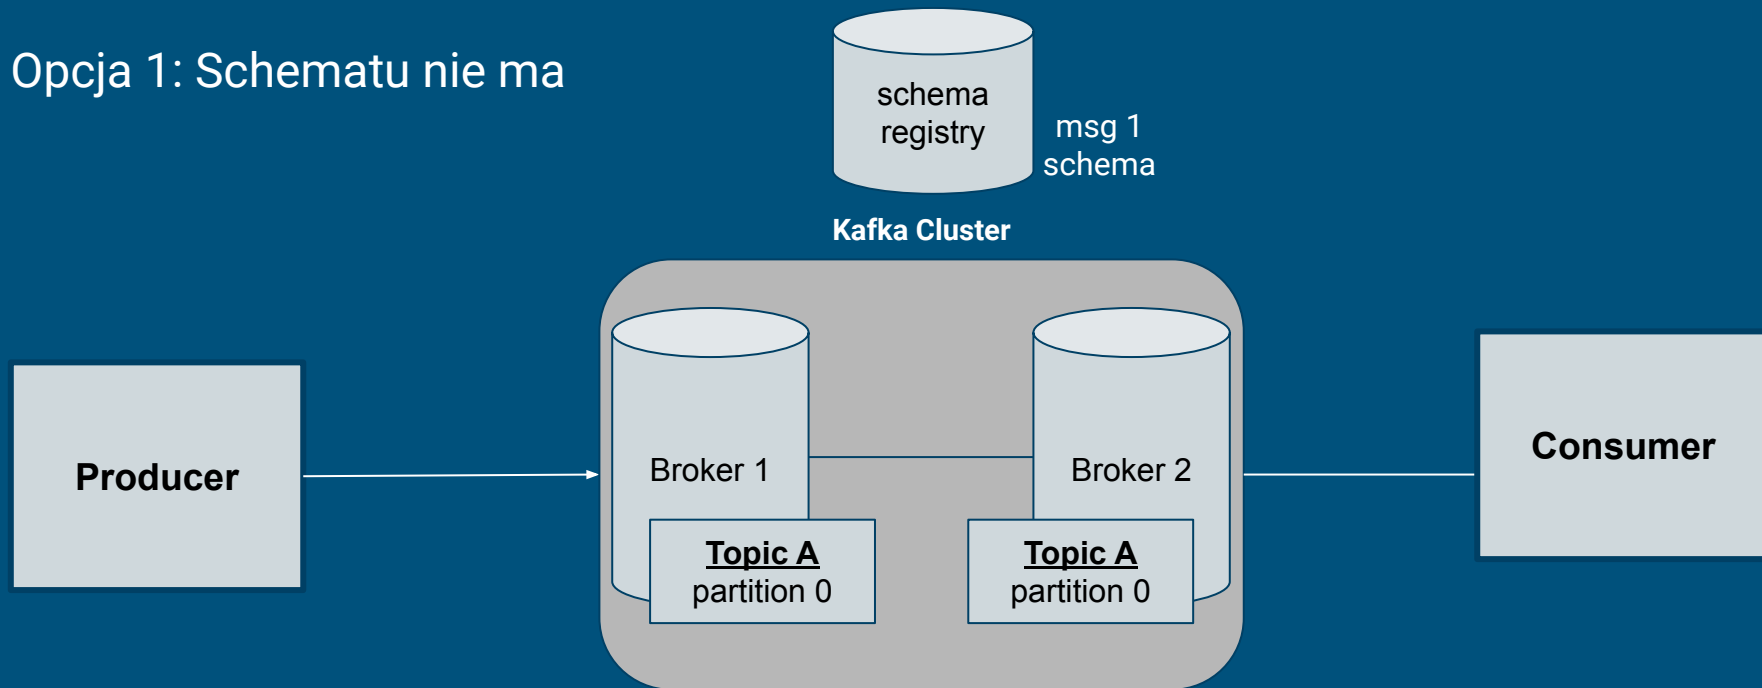 Opcja 1: Schematu nie ma
schema
registry
msg 1
schema
Kafka Cluster
Producer
Broker 1
Topic A
partition 0
Broker 2
Topic A
partition 0
Consumer